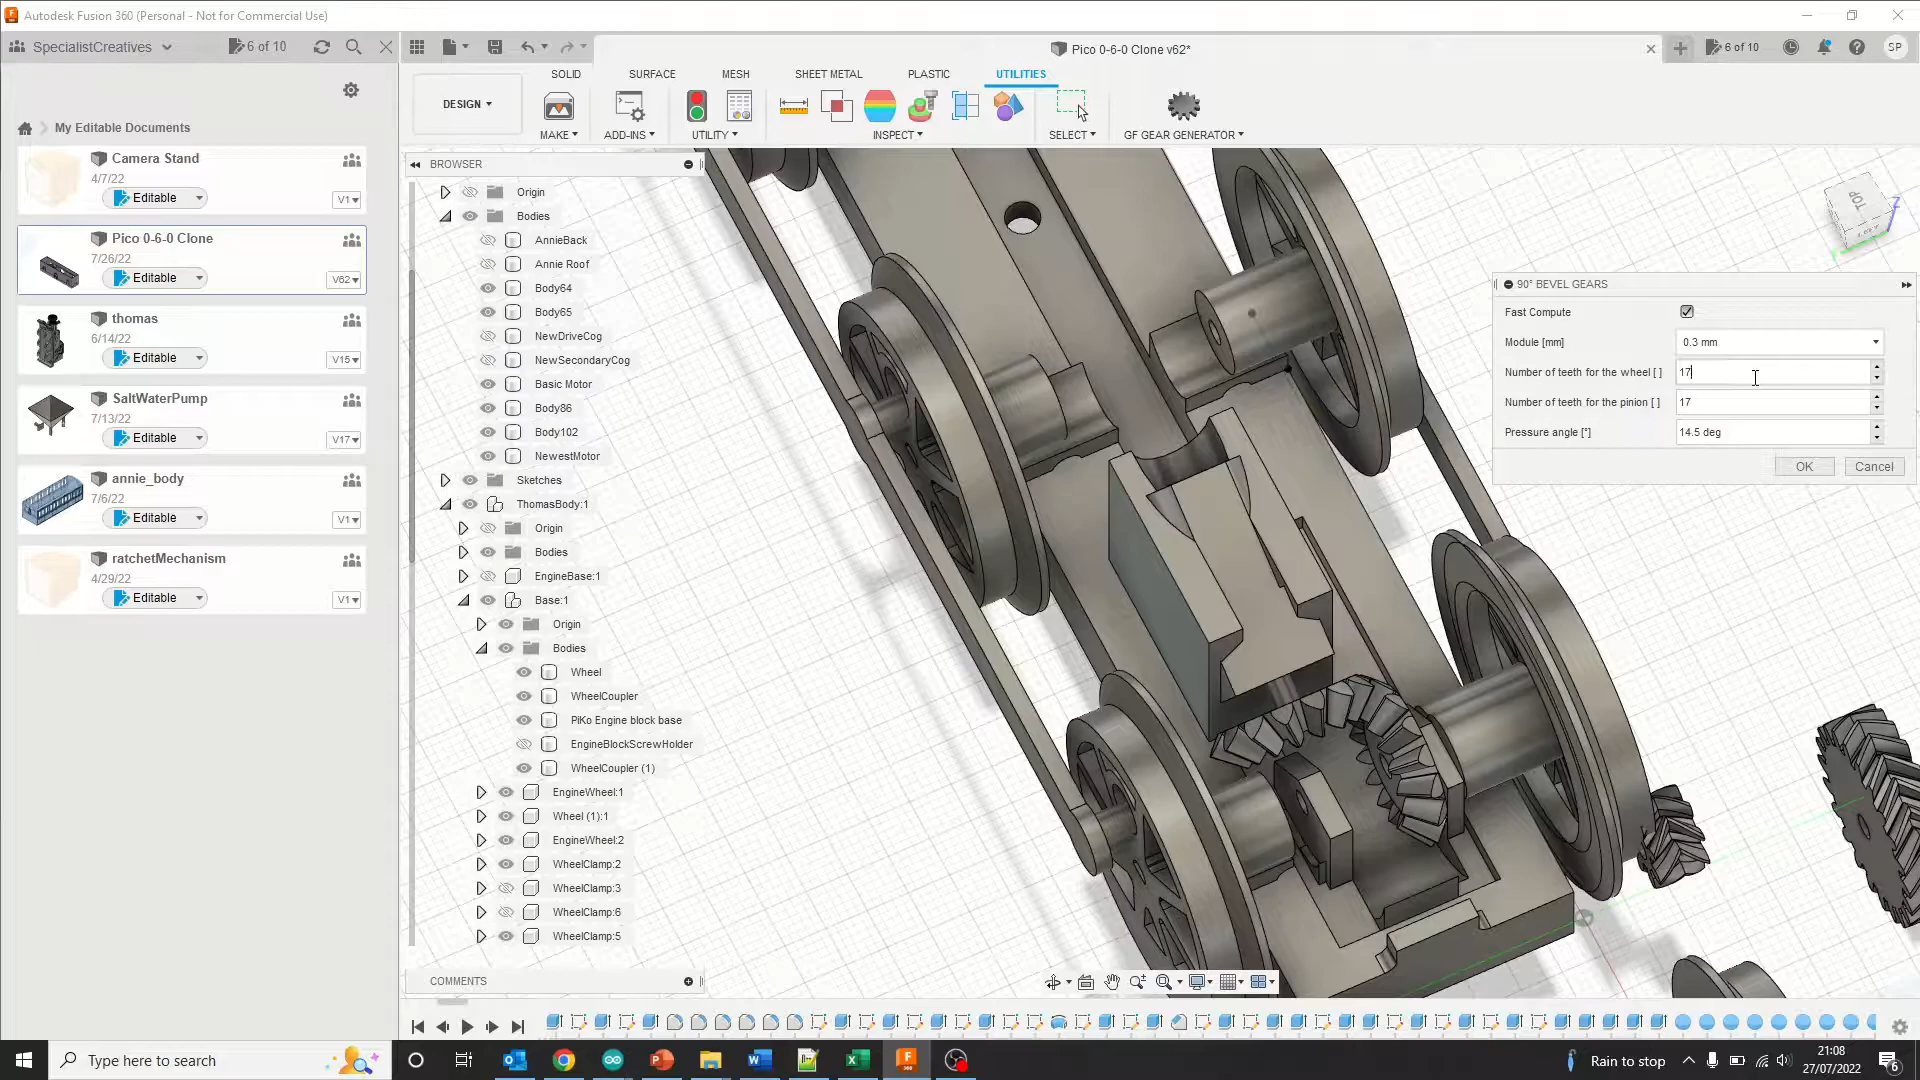 Autodesk Fusion 360 (Personal - Not for Commercial Use)
SpecialistCreatives
6 of 10
Pico 0-6-0 Clone v62*
6 of 10
SP
DESIGN
SOLID
SURFACE
MESH
SHEET METAL
PLASTIC
UTILITIES
MAKE
ADD-INS
UTILITY
INSPECT
SELECT
GF GEAR GENERATOR
My Editable Documents
Camera Stand
4/7/22
Editable
V1
Pico 0-6-0 Clone
7/26/22
Editable
V62
thomas
6/14/22
Editable
V15
SaltWaterPump
7/13/22
Editable
V17
annie_body
7/6/22
Editable
V1
ratchetMechanism
4/29/22
Editable
V1
BROWSER
Origin
Bodies
AnnieBack
Annie Roof
Body64
Body65
NewDriveCog
NewSecondaryCog
Basic Motor
Body86
Body102
NewestMotor
Sketches
ThomasBody:1
Origin
Bodies
EngineBase:1
Base:1
Origin
Bodies
Wheel
WheelCoupler
PiKo Engine block base
EngineBlockScrewHolder
WheelCoupler (1)
EngineWheel:1
Wheel (1):1
EngineWheel:2
WheelClamp:2
WheelClamp:3
WheelClamp:6
WheelClamp:5
COMMENTS
TOP
Z
90° BEVEL GEARS
Fast Compute
Module [mm]
0.3 mm
Number of teeth for the wheel [ ]
17
Number of teeth for the pinion [ ]
17
Pressure angle [°]
14.5 deg
OK
Cancel
Type here to search
Rain to stop
21:08
27/07/2022
6